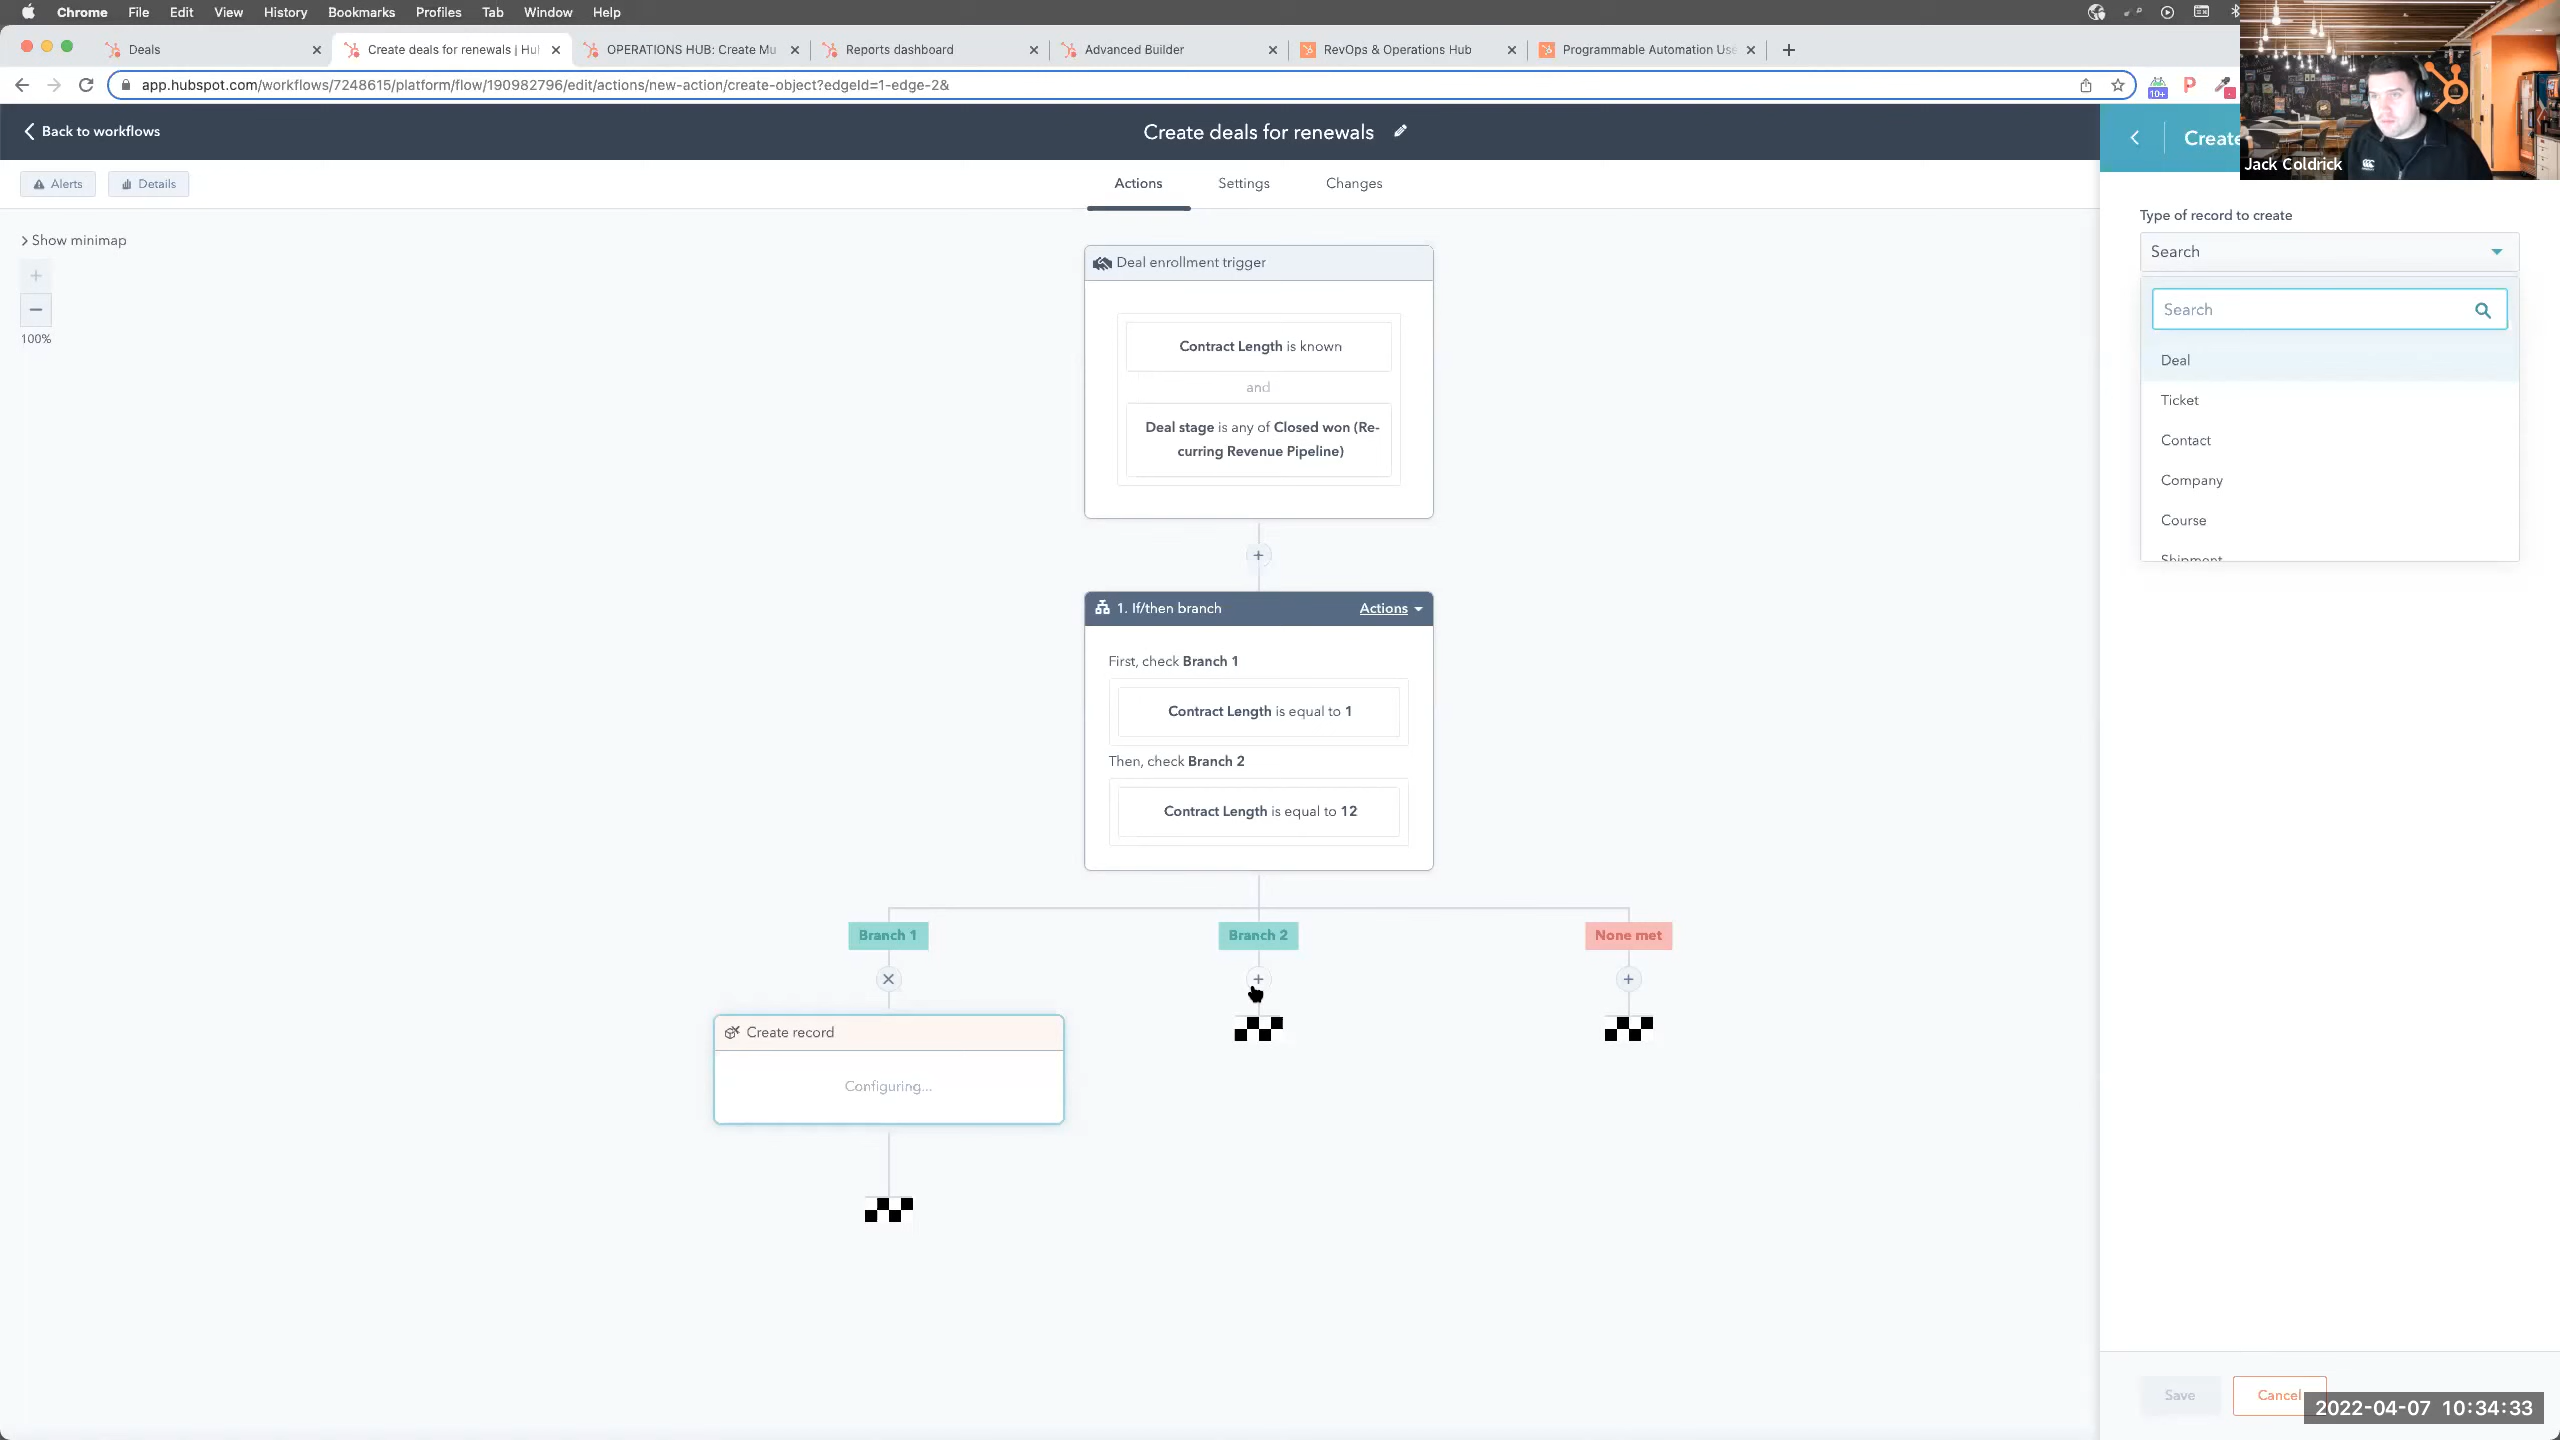 Chrome File Edit View History Bookmarks Profiles Tab Window Help
Deals
Create deals for renewals | Hu
OPERATIONS HUB: Create Mu
Reports dashboard
Advanced Builder
RevOps & Operations Hub
Programmable Automation Us
app.hubspot.com/workflows/7248615/platform/flow/190982796/edit/actions/new-action/create-object?edgeId=1-edge-2&
10+
Back to workflows
Create deals for renewals
Create
Jack Coldrick
Alerts
Details
Actions
Settings
Changes
Show minimap
+
−
100%
Deal enrollment trigger
Contract Length is known
and
Deal stage is any of Closed won (Re-
curring Revenue Pipeline)
1. If/then branch
Actions
First, check Branch 1
Contract Length is equal to 1
Then, check Branch 2
Contract Length is equal to 12
Branch 1
Branch 2
None met
Create record
Configuring...
Type of record to create
Search
Search
Deal
Ticket
Contact
Company
Course
Shipment
Save
Cancel
2022-04-07 10:34:33